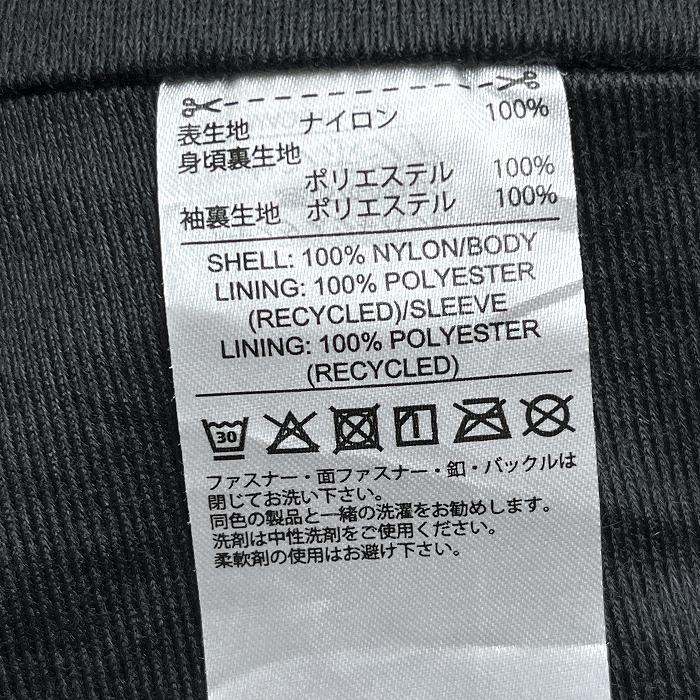 表生地 ナイロン 100%
身頃裏生地
ポリエステル 100%
袖裏生地 ポリエステル 100%
SHELL: 100% NYLON/BODY
LINING: 100% POLYESTER
(RECYCLED)/SLEEVE
LINING: 100% POLYESTER
(RECYCLED)
30
ファスナー・面ファスナー・釦・バックルは
閉じてお洗い下さい。
同色の製品と一緒の洗濯をお勧めします。
洗剤は中性洗剤をご使用ください。
柔軟剤の使用はお避け下さい。